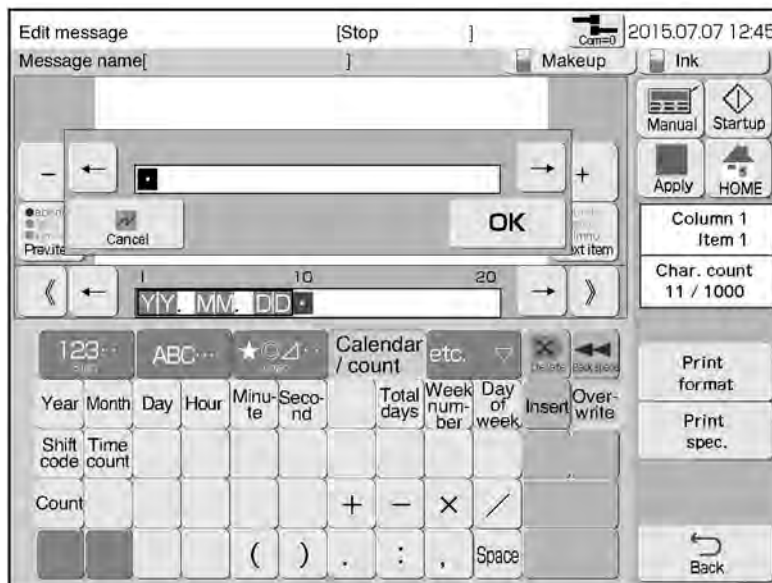 Edit message [Stop ] Com=0 2015.07.07 12:45
Message name[ ] Makeup Ink
Manual Startup
Apply HOME
← →
− +
Cancel OK
Column 1
Item 1
Char. count
11 / 1000
1 10 20
《 ← YY. MM. DD• → 》
123·· ABC··· Calendar / count etc. Delete Back space
Year Month Day Hour Minu-te Seco-nd Total days Week num-ber Day of week Insert Over-write
Shift code Time count
Count + − × /
( ) . : , Space
Print format
Print spec.
Back